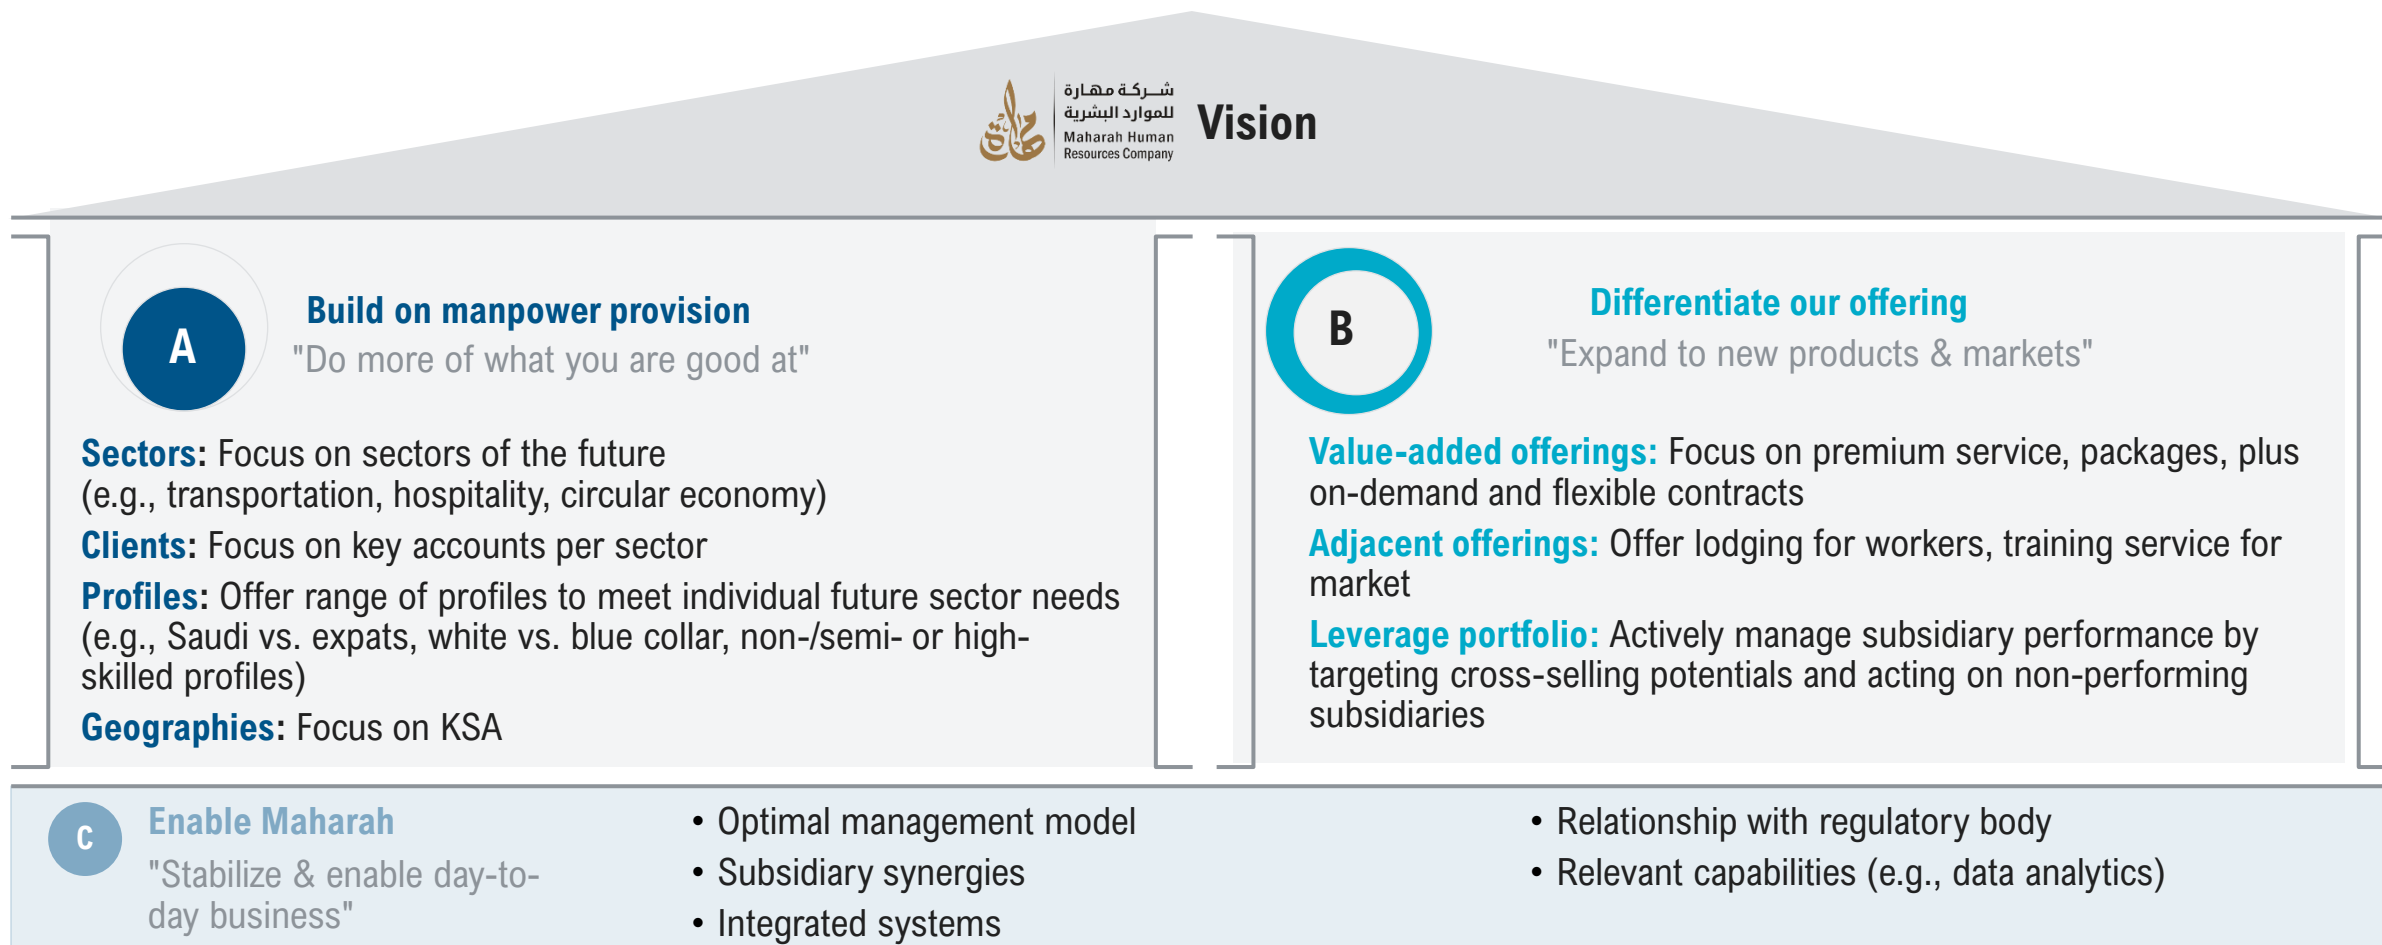 شركة مهارة
للموارد البشرية
Maharah Human
Resources Company
Vision
A
Build on manpower provision
"Do more of what you are good at"
Sectors: Focus on sectors of the future
(e.g., transportation, hospitality, circular economy)
Clients: Focus on key accounts per sector
Profiles: Offer range of profiles to meet individual future sector needs
(e.g., Saudi vs. expats, white vs. blue collar, non-/semi- or high-
skilled profiles)
Geographies: Focus on KSA
B
Differentiate our offering
"Expand to new products & markets"
Value-added offerings: Focus on premium service, packages, plus
on-demand and flexible contracts
Adjacent offerings: Offer lodging for workers, training service for
market
Leverage portfolio: Actively manage subsidiary performance by
targeting cross-selling potentials and acting on non-performing
subsidiaries
C
Enable Maharah
"Stabilize & enable day-to-
day business"
• Optimal management model
• Subsidiary synergies
• Integrated systems
• Relationship with regulatory body
• Relevant capabilities (e.g., data analytics)